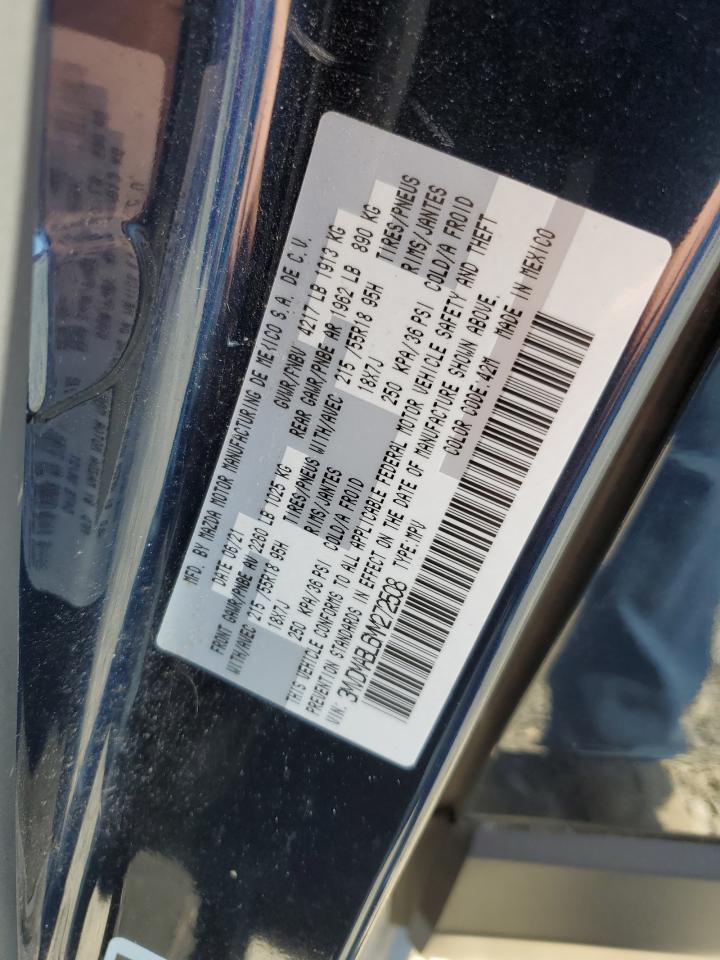 MFD. BY MAZDA MOTOR MANUFACTURING DE MEXICO S.A. DE C.V.
DATE 06/21 GVWR/PNBV 4217 LB 1913 KG
FRONT GAWR/PNBE AV 2260 LB 1025 KG REAR GAWR/PNBE AR 1962 LB 890 KG
WITH/AVEC 215 /55R18 95H TIRES/PNEUS WITH/AVEC 215 /55R18 95H TIRES/PNEUS
18X7J RIMS/JANTES 18X7J RIMS/JANTES
250 KPA/36 PSI COLD/A FROID 250 KPA/36 PSI COLD/A FROID
THIS VEHICLE CONFORMS TO ALL APPLICABLE FEDERAL MOTOR VEHICLE SAFETY AND THEFT
PREVENTION STANDARDS IN EFFECT ON THE DATE OF MANUFACTURE SHOWN ABOVE.
VIN: 3MVDMABL6MM272508 TYPE:MPV COLOR CODE:42M MADE IN MEXICO